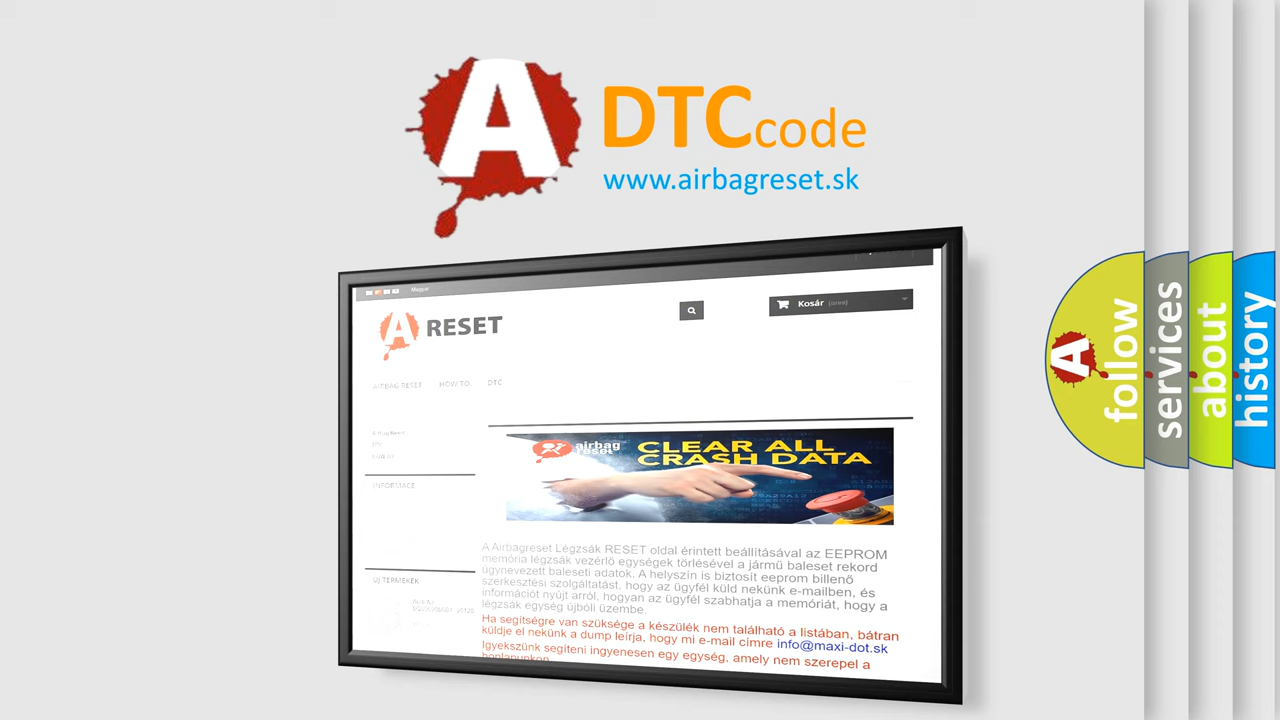 A
DTCcode
www.airbagreset.sk
Magyar
A RESET
Kosár (üres)
AIRBAG RESET HOW TO DTC
INFORMACE
ÚJ TERMÉKEK
airbag
reset
CLEAR ALL
CRASH DATA
A Airbagreset Légzsák RESET oldal érintett beállításával az EEPROM
memória légzsák vezérlő egységek törlésével a jármű baleset rekord
úgynevezett baleseti adatok. A helyszín is biztosít eeprom billenő
szerkesztési szolgáltatást, hogy az ügyfél küld nekünk e-mailben, és
információt nyújt arról, hogyan az ügyfél szabhatja a memóriát, hogy a
légzsák egység újbóli üzembe.
Ha segítségre van szüksége a készülék nem található a listában, bátran
küldje el nekünk a dump leírja, hogy mi e-mail címre info@maxi-dot.sk
Igyekszünk segíteni ingyenesen egy egység, amely nem szerepel a
honlapunkon
A
follow
services
about
history